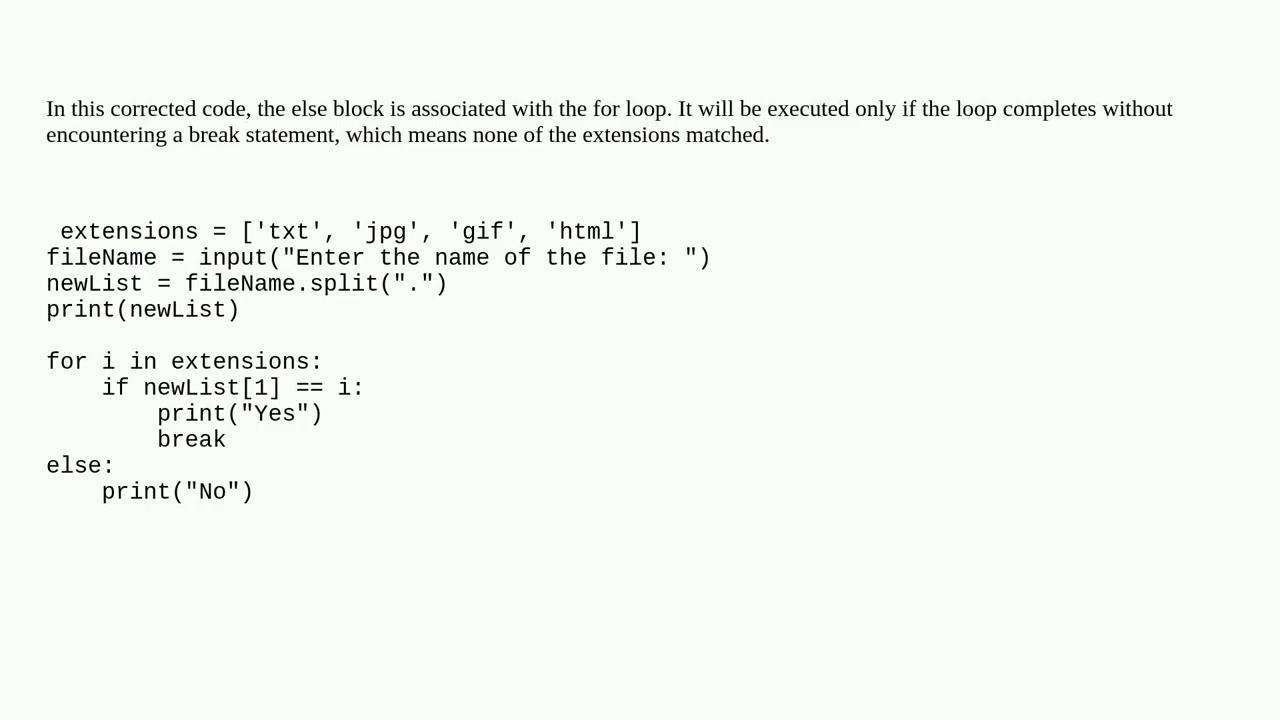 In this corrected code, the else block is associated with the for loop. It will be executed only if the loop completes without
encountering a break statement, which means none of the extensions matched.
 extensions = ['txt', 'jpg', 'gif', 'html']
fileName = input("Enter the name of the file: ")
newList = fileName.split(".")
print(newList)

for i in extensions:
    if newList[1] == i:
        print("Yes")
        break
else:
    print("No")